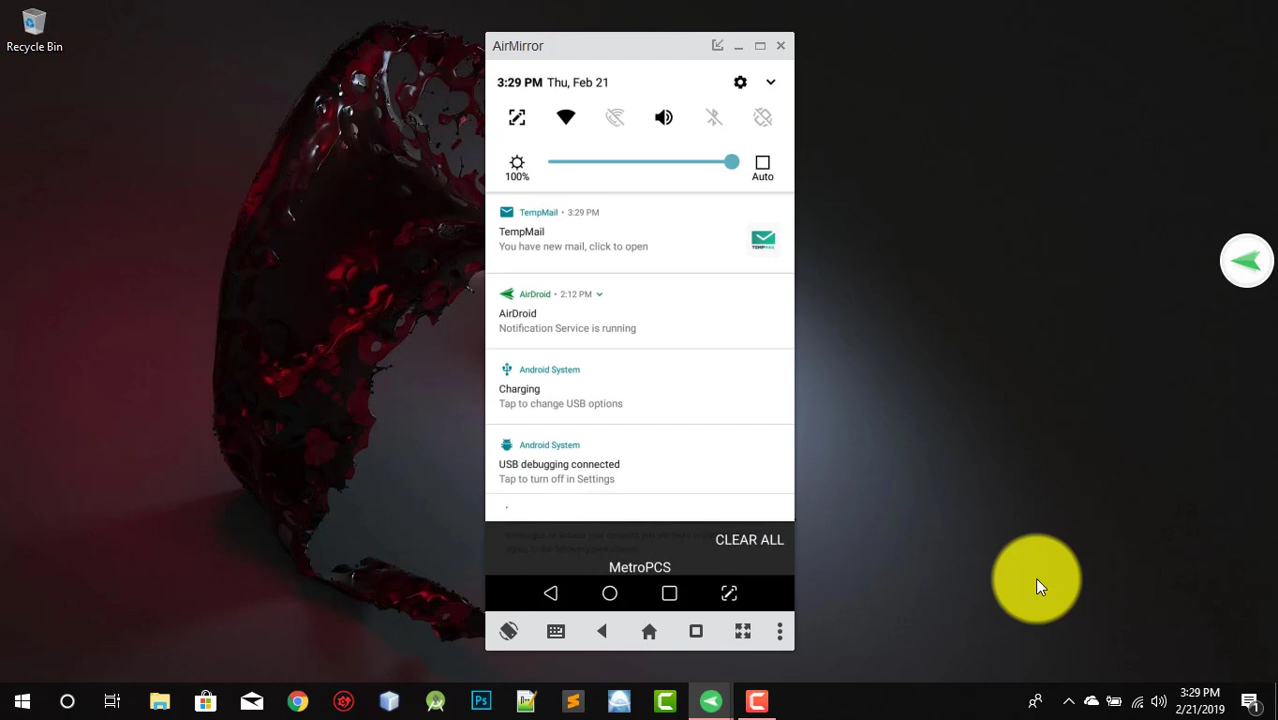 Recycle Bin
AirMirror
3:29 PM Thu, Feb 21
100%
Auto
TempMail • 3:29 PM
TempMail
You have new mail, click to open
TEMPMAIL
AirDroid • 2:12 PM
AirDroid
Notification Service is running
Android System
Charging
Tap to change USB options
Android System
USB debugging connected
Tap to turn off in Settings
CLEAR ALL
MetroPCS
Ps
3:29 PM
2/21/2019
1